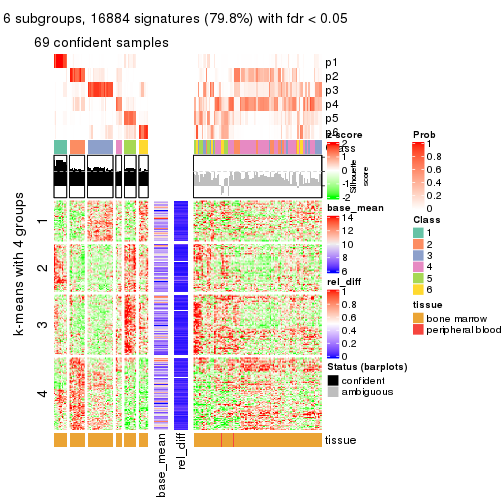 6 subgroups, 16884 signatures (79.8%) with fdr < 0.05
69 confident samples
p1
p2
p3
p4
p5
p6
z-score
2
1
0
-1
-2
Class
Silhouette
score
base_mean
14
12
10
8
6
rel_diff
1
0.8
0.6
0.4
0.2
0
Status (barplots)
confident
ambiguous
Prob
1
0.8
0.6
0.4
0.2
0
Class
1
2
3
4
5
6
tissue
bone marrow
peripheral blood
k-means with 4 groups
1
2
3
4
tissue
base_mean
rel_diff